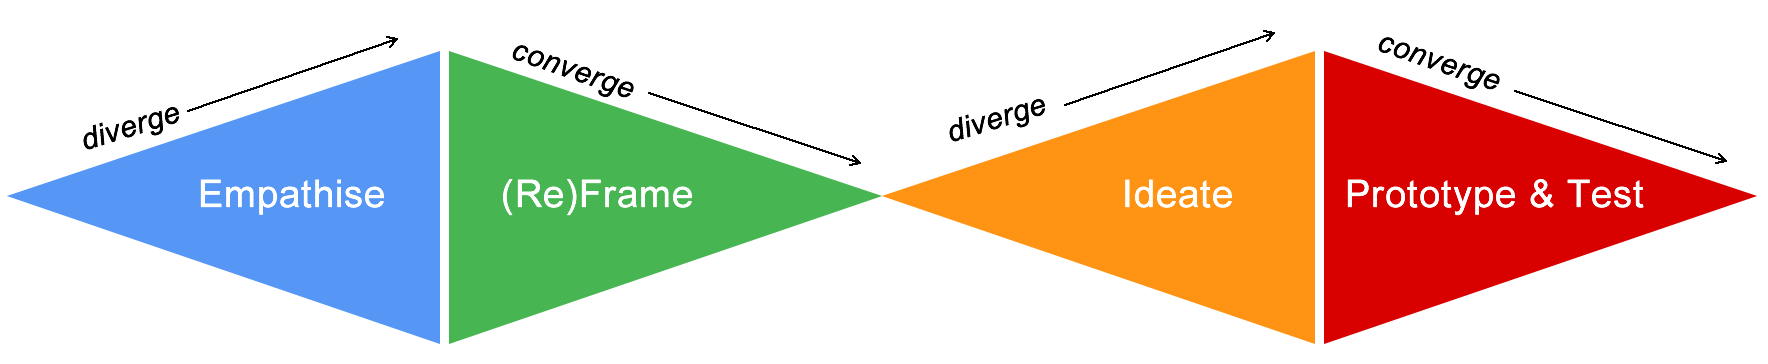 diverge
converge
diverge
converge
Empathise
(Re)Frame
Ideate
Prototype & Test